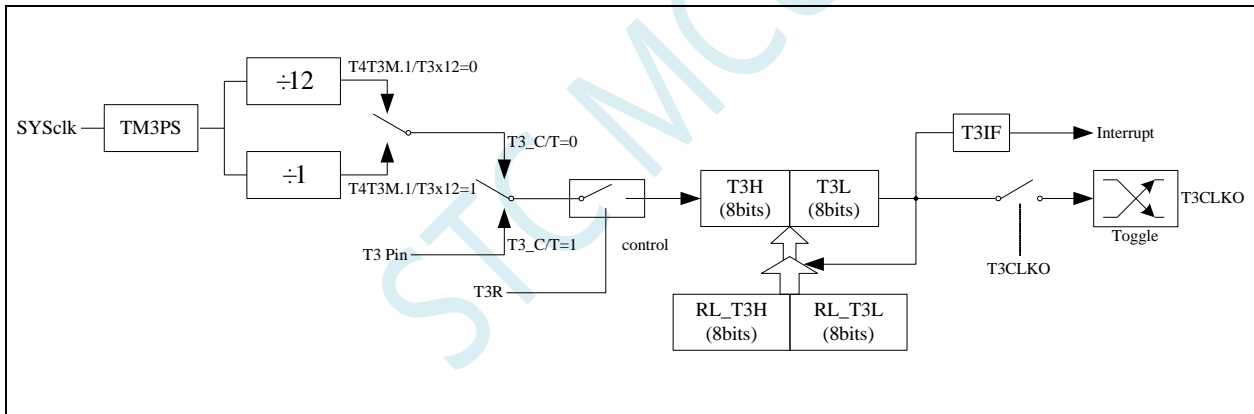 STC MCU
SYSclk
TM3PS
÷12
÷1
T4T3M.1/T3x12=0
T4T3M.1/T3x12=1
T3_C/T=0
T3_C/T=1
T3 Pin
T3R
control
T3H
(8bits)
T3L
(8bits)
RL_T3H
(8bits)
RL_T3L
(8bits)
T3IF
Interrupt
T3CLKO
Toggle
T3CLKO